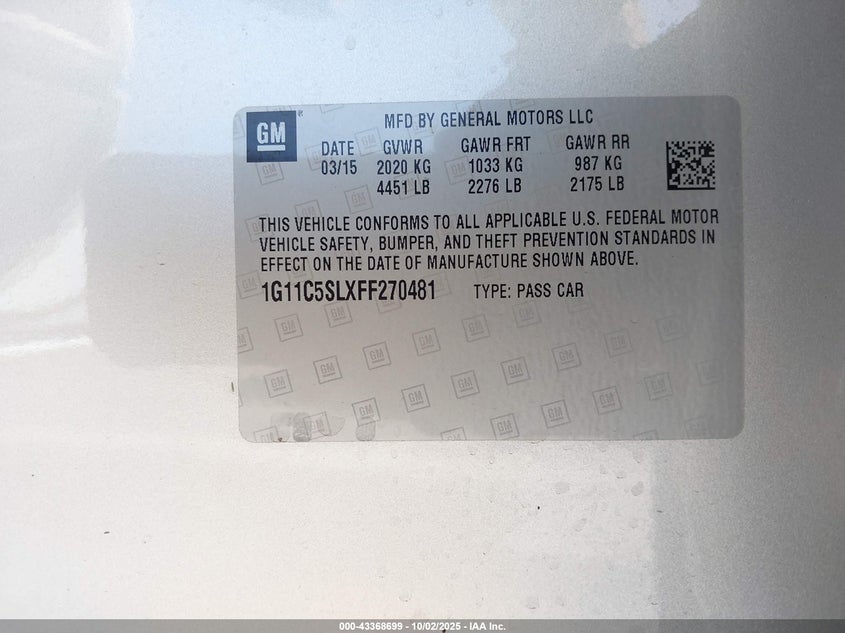 GM
MFD BY GENERAL MOTORS LLC
DATE GVWR GAWR FRT GAWR RR
03/15 2020 KG 1033 KG 987 KG
4451 LB 2276 LB 2175 LB
THIS VEHICLE CONFORMS TO ALL APPLICABLE U.S. FEDERAL MOTOR
VEHICLE SAFETY, BUMPER, AND THEFT PREVENTION STANDARDS IN
EFFECT ON THE DATE OF MANUFACTURE SHOWN ABOVE.
1G11C5SLXFF270481 TYPE: PASS CAR
000-43368699 - 10/02/2025 - IAA Inc.